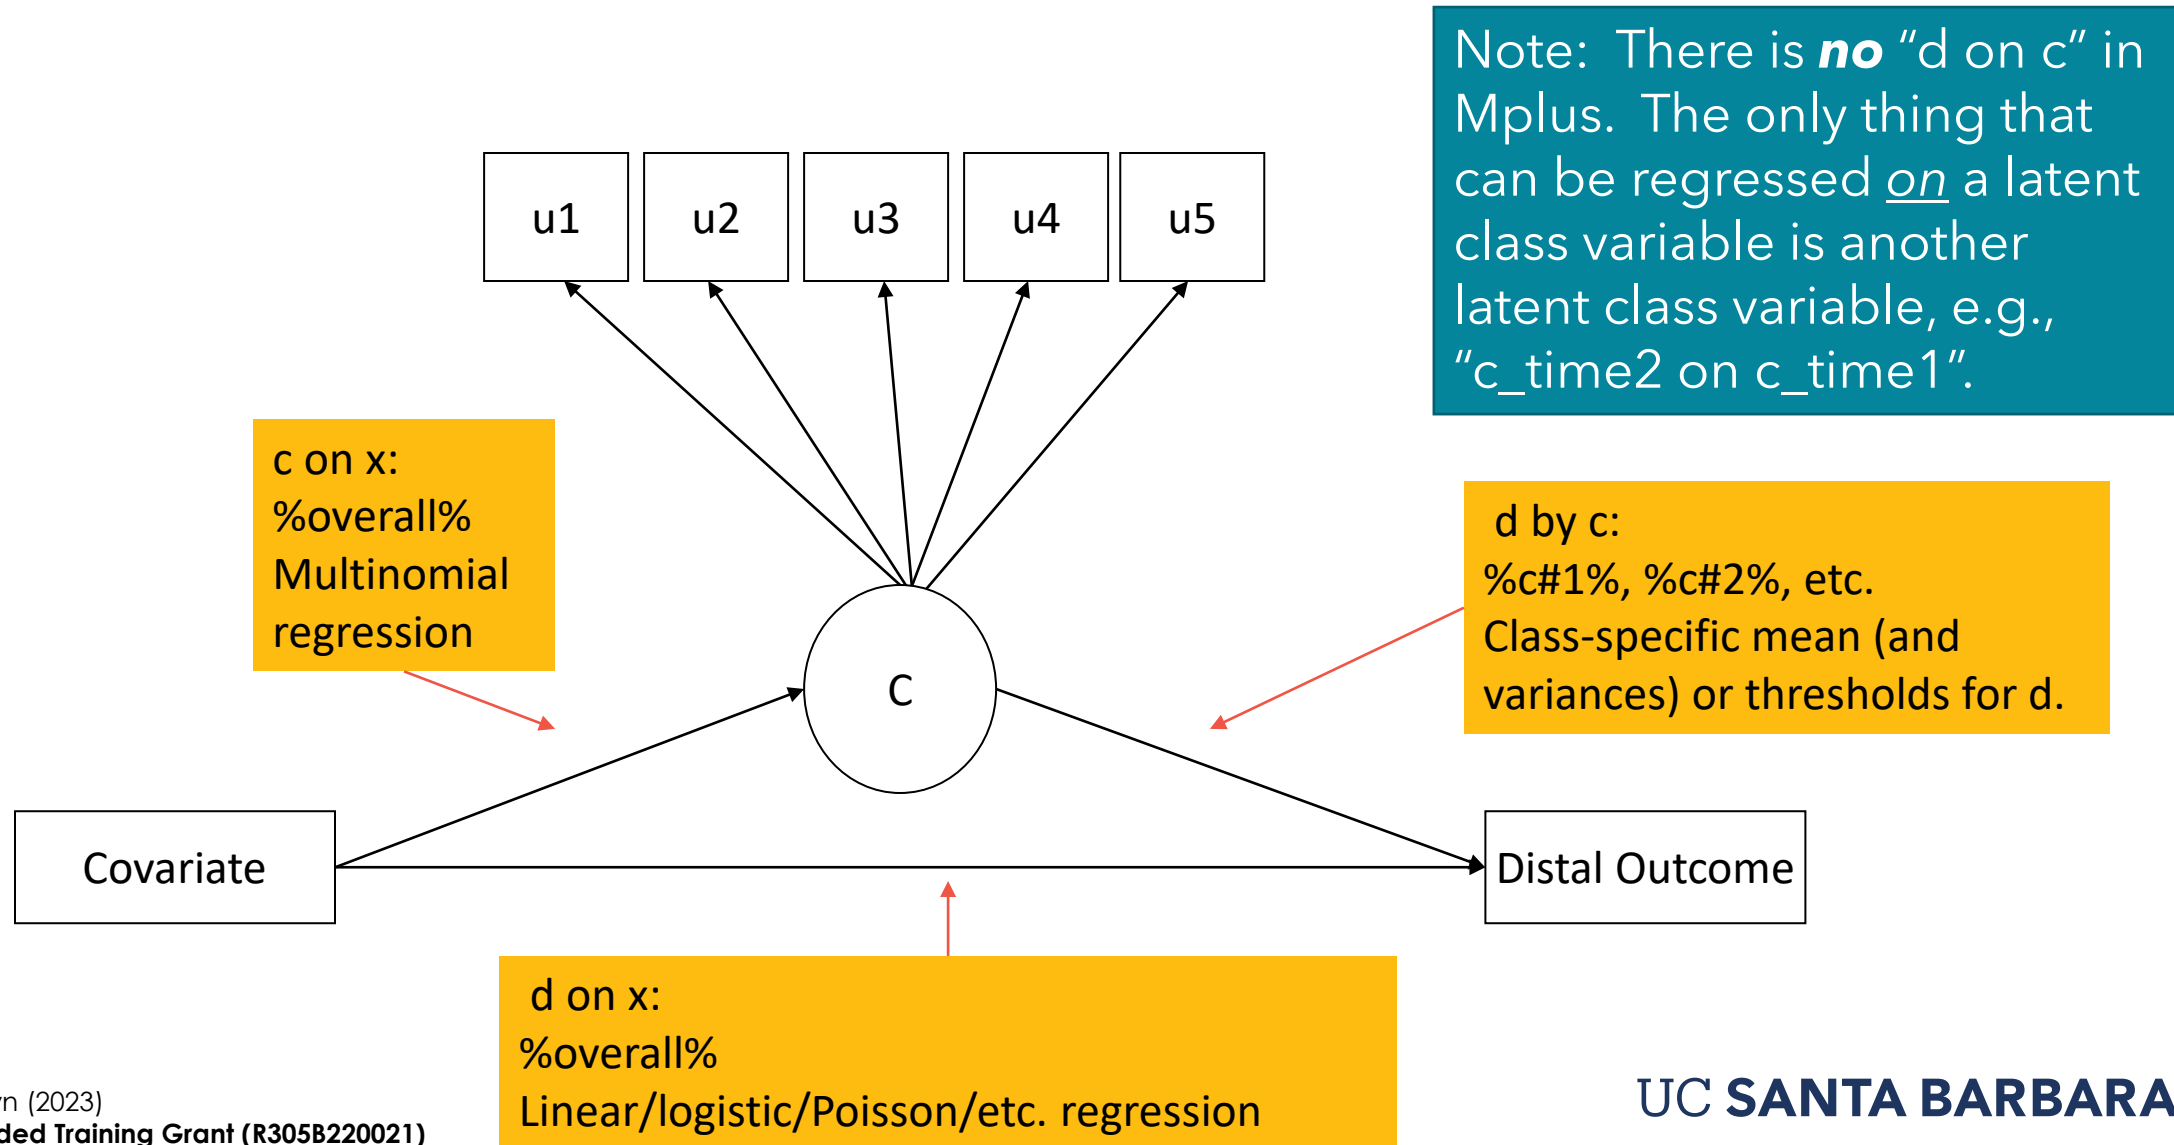 Note: There is no “d on c” in
Mplus. The only thing that
can be regressed on a latent
class variable is another
latent class variable, e.g.,
“c_time2 on c_time1”.
u1
u2
u3
u4
u5
c on x:
%overall%
Multinomial
regression
d by c:
%c#1%, %c#2%, etc.
Class-specific mean (and
variances) or thresholds for d.
C
Covariate
Distal Outcome
d on x:
%overall%
Linear/logistic/Poisson/etc. regression
(2023)
Training Grant (R305B220021)
UC SANTA BARBARA